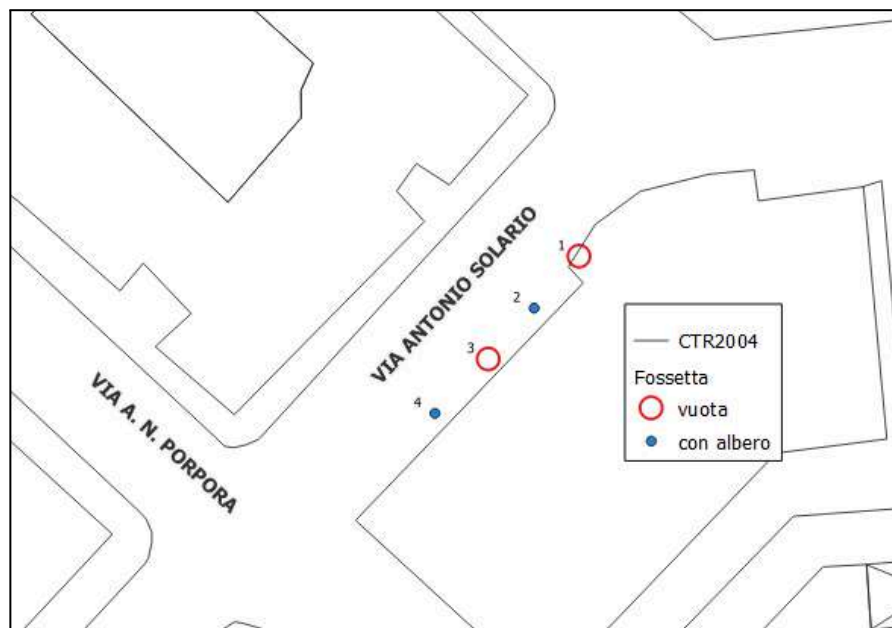 1
VIA ANTONIO SOLARIO
2
3
4
VIA A. N. PORPORA
CTR2004
Fossetta
vuota
con albero